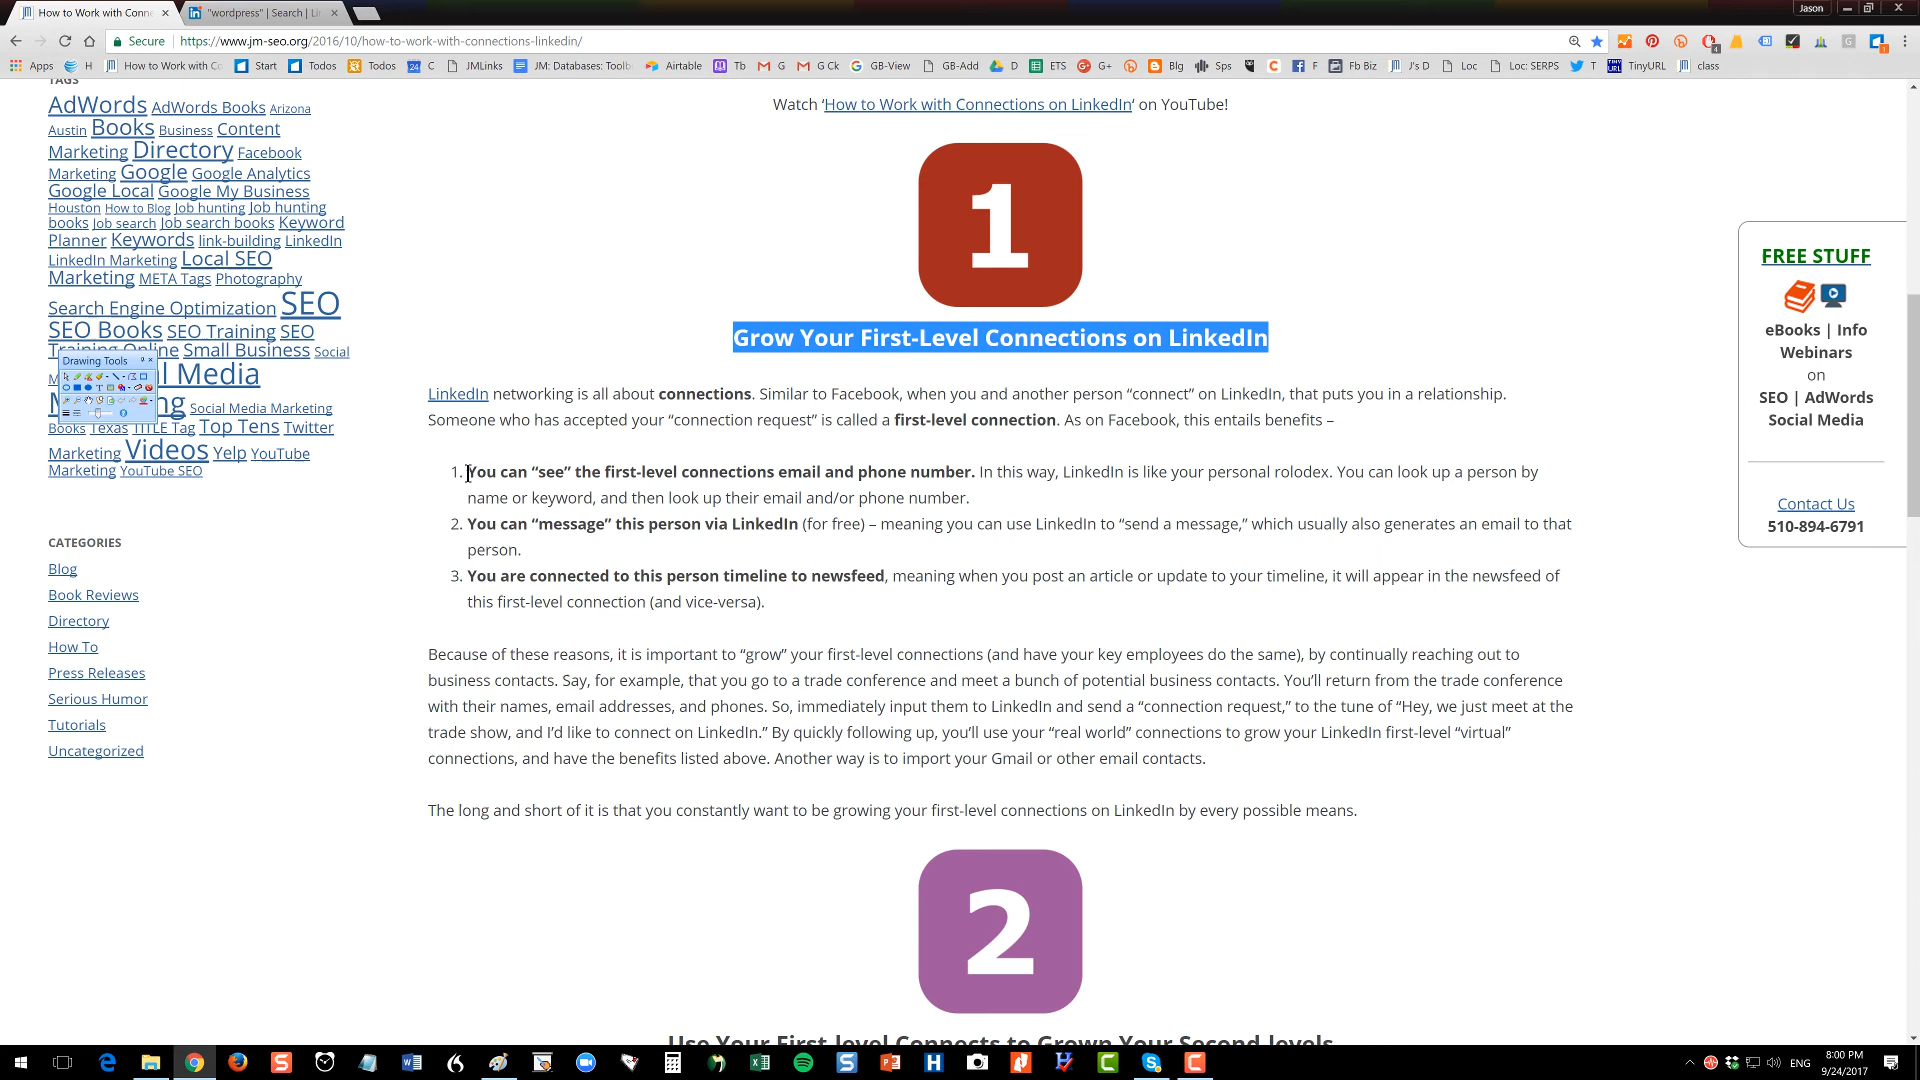 How to Work with Conne
"wordpress" | Search | Li
Jason
Secure https://www.jm-seo.org/2016/10/how-to-work-with-connections-linkedin/
Apps H How to Work with Co Start Todos Todos C JMLinks JM: Databases: Toolb Airtable Tb G G Ck GB-View GB-Add D ETS G+ Blg Sps F Fb Biz J's D Loc Loc: SERPS T TinyURL class
TAGS
AdWords AdWords Books Arizona
Austin Books Business Content
Marketing Directory Facebook
Marketing Google Google Analytics
Google Local Google My Business
Houston How to Blog Job hunting Job hunting
books Job search Job search books Keyword
Planner Keywords link-building LinkedIn
LinkedIn Marketing Local SEO
Marketing META Tags Photography
Search Engine Optimization SEO
SEO Books SEO Training SEO
Training Online Small Business Social
Drawing Tools
l Media
ng Social Media Marketing
Books Texas TITLE Tag Top Tens Twitter
Marketing Videos Yelp YouTube
Marketing YouTube SEO
CATEGORIES
Blog
Book Reviews
Directory
How To
Press Releases
Serious Humor
Tutorials
Uncategorized
Watch ‘How to Work with Connections on LinkedIn‘ on YouTube!
1
Grow Your First-Level Connections on LinkedIn
LinkedIn networking is all about connections. Similar to Facebook, when you and another person “connect” on LinkedIn, that puts you in a relationship.
Someone who has accepted your “connection request” is called a first-level connection. As on Facebook, this entails benefits –
1. You can “see” the first-level connections email and phone number. In this way, LinkedIn is like your personal rolodex. You can look up a person by
name or keyword, and then look up their email and/or phone number.
2. You can “message” this person via LinkedIn (for free) – meaning you can use LinkedIn to “send a message,” which usually also generates an email to that
person.
3. You are connected to this person timeline to newsfeed, meaning when you post an article or update to your timeline, it will appear in the newsfeed of
this first-level connection (and vice-versa).
Because of these reasons, it is important to “grow” your first-level connections (and have your key employees do the same), by continually reaching out to
business contacts. Say, for example, that you go to a trade conference and meet a bunch of potential business contacts. You’ll return from the trade conference
with their names, email addresses, and phones. So, immediately input them to LinkedIn and send a “connection request,” to the tune of “Hey, we just meet at the
trade show, and I’d like to connect on LinkedIn.” By quickly following up, you’ll use your “real world” connections to grow your LinkedIn first-level “virtual”
connections, and have the benefits listed above. Another way is to import your Gmail or other email contacts.
The long and short of it is that you constantly want to be growing your first-level connections on LinkedIn by every possible means.
2
Use Your First-level Connects to Grown Your Second-levels
FREE STUFF
eBooks | Info
Webinars
on
SEO | AdWords
Social Media
Contact Us
510-894-6791
ENG
8:00 PM
9/24/2017